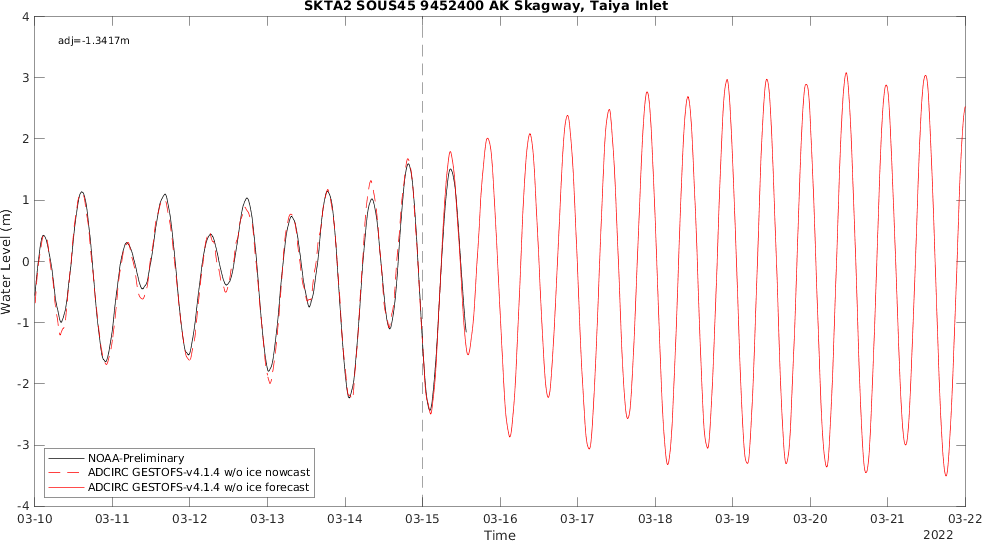 SKTA2 SOUS45 9452400 AK Skagway, Taiya Inlet
adj=-1.3417m
4
3
2
1
0
-1
-2
-3
-4
Water Level (m)
NOAA-Preliminary
ADCIRC GESTOFS-v4.1.4 w/o ice nowcast
ADCIRC GESTOFS-v4.1.4 w/o ice forecast
03-10 03-11 03-12 03-13 03-14 03-15 03-16 03-17 03-18 03-19 03-20 03-21 03-22
Time
2022